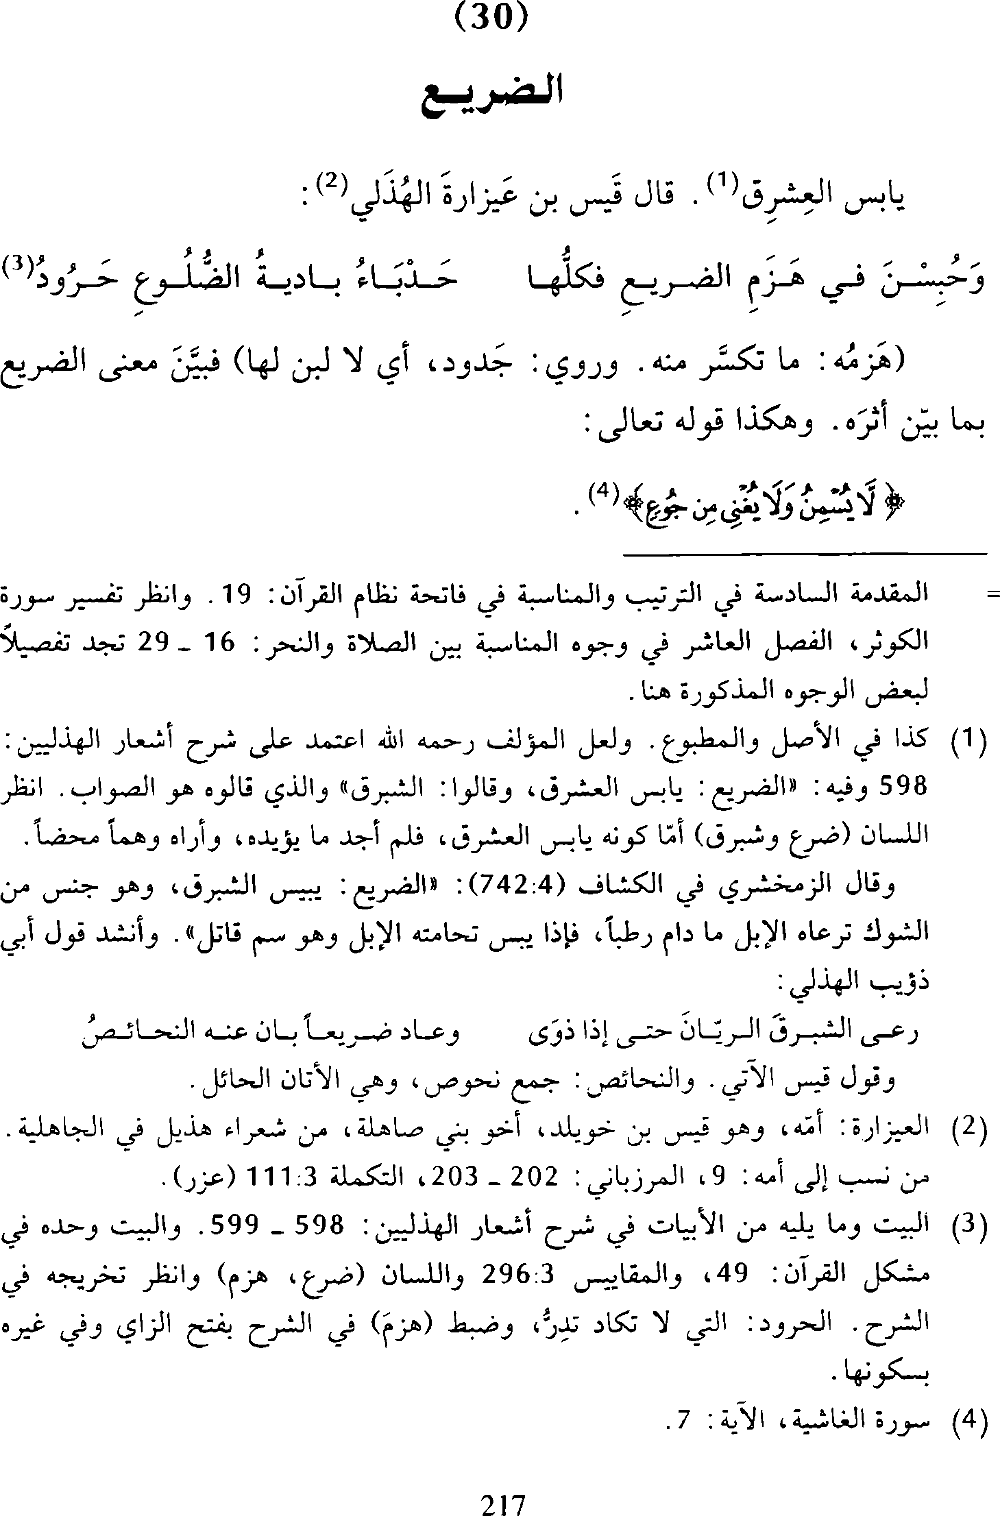 (30)
الضريع
يابس العِشرِق(1). قال قَيس بن عَيزارةَ الهُذَلي(2):
وَحُبِسْنَ في هَزَمِ الضريعِ فكلُّها حَدْبَاءُ باديةُ الضُّلُوعِ حَرُودُ(3)
(هَزمُه: ما تكسَّر منه. وروي: جَدود، أي لا لبن لها) فبيَّنَ معنى الضريع
بما بيّن أثرَه. وهكذا قوله تعالى:
﴿لَّا يُسْمِنُ وَلَا يُغْنِى مِن جُوعٍ﴾(4).
= المقدمة السادسة في الترتيب والمناسبة في فاتحة نظام القرآن: 19. وانظر تفسير سورة
الكوثر، الفصل العاشر في وجوه المناسبة بين الصلاة والنحر: 16 - 29 تجد تفصيلاً
لبعض الوجوه المذكورة هنا.
(1) كذا في الأصل والمطبوع. ولعل المؤلف رحمه الله اعتمد على شرح أشعار الهذليين:
598 وفيه: «الضريع: يابس العشرق، وقالوا: الشبرق» والذي قالوه هو الصواب. انظر
اللسان (ضرع وشبرق) أمّا كونه يابس العشرق، فلم أجد ما يؤيده، وأراه وهماً محضاً.
وقال الزمخشري في الكشاف (742:4): «الضريع: يبيس الشبرق، وهو جنس من
الشوك ترعاه الإبل ما دام رطباً، فإذا يبس تحامته الإبل وهو سم قاتل». وأنشد قول أبي
ذؤيب الهذلي:
رعى الشبرقَ الريّانَ حتى إذا ذوَى وعاد ضريعاً بان عنه النحائصُ
وقول قيس الآتي. والنحائص: جمع نحوص، وهي الأتان الحائل.
(2) العيزارة: أمّه، وهو قيس بن خويلد، أخو بني صاهلة، من شعراء هذيل في الجاهلية.
من نسب إلى أمه: 9، المرزباني: 202 - 203، التكملة 111:3 (عزر).
(3) البيت وما يليه من الأبيات في شرح أشعار الهذليين: 598 - 599. والبيت وحده في
مشكل القرآن: 49، والمقاييس 296:3 واللسان (ضرع، هزم) وانظر تخريجه في
الشرح. الحرود: التي لا تكاد تدِرُّ، وضبط (هزمَ) في الشرح بفتح الزاي وفي غيره
بسكونها.
(4) سورة الغاشية، الآية: 7.
217